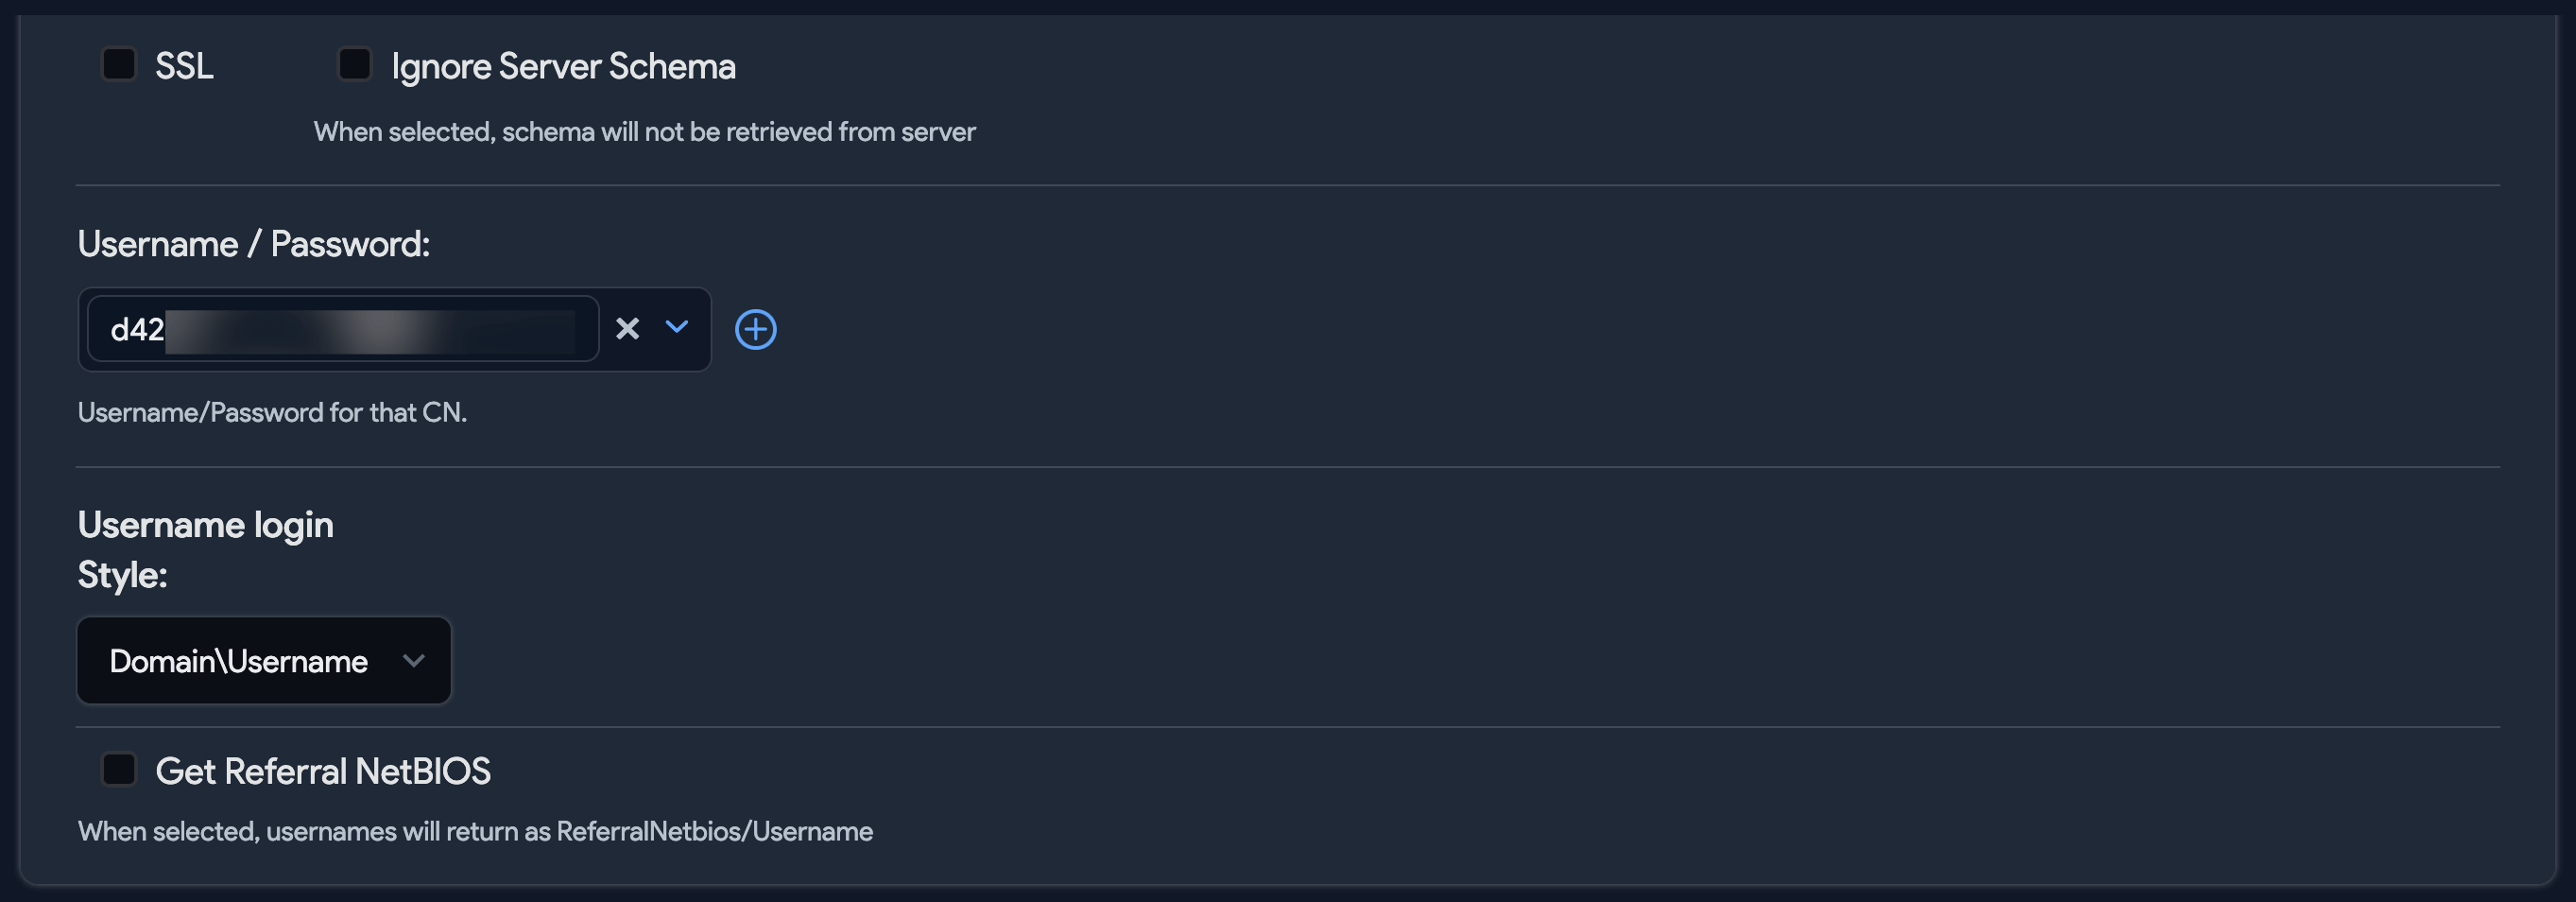 SSL
Ignore Server Schema
When selected, schema will not be retrieved from server
Username / Password:
d42
Username/Password for that CN.
Username login
Style:
Domain\Username
Get Referral NetBIOS
When selected, usernames will return as ReferralNetbios/Username